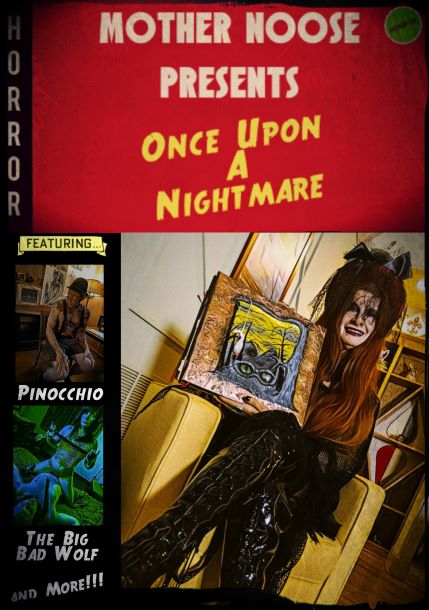 HORROR
MOTHER NOOSE
PRESENTS
ONCE UPON
A
NIGHTMARE
FEATURING...
PINOCCHIO
THE BIG
BAD WOLF
AND MORE!!!